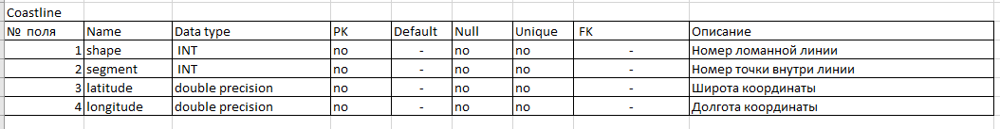 Coastline
№ поля Name Data type PK Default Null Unique FK Описание
1 shape INT no - no no - Номер ломанной линии
2 segment INT no - no no - Номер точки внутри линии
3 latitude double precision no - no no - Широта координаты
4 longitude double precision no - no no - Долгота координаты